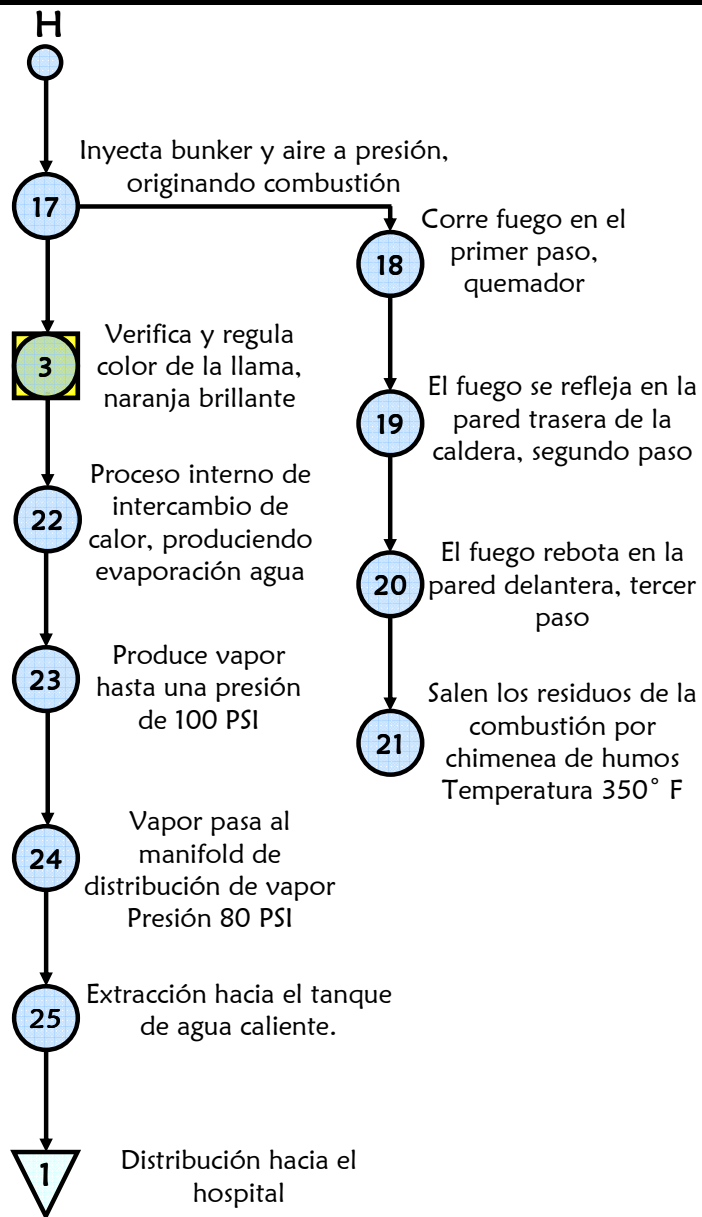 H
Inyecta bunker y aire a presión,
originando combustión
17
18
Corre fuego en el
primer paso,
quemador
3
Verifica y regula
color de la llama,
naranja brillante
19
El fuego se refleja en la
pared trasera de la
caldera, segundo paso
22
Proceso interno de
intercambio de
calor, produciendo
evaporación agua
20
El fuego rebota en la
pared delantera, tercer
paso
23
Produce vapor
hasta una presión
de 100 PSI
21
Salen los residuos de la
combustión por
chimenea de humos
Temperatura 350° F
24
Vapor pasa al
manifold de
distribución de vapor
Presión 80 PSI
25
Extracción hacia el tanque
de agua caliente.
1
Distribución hacia el
hospital